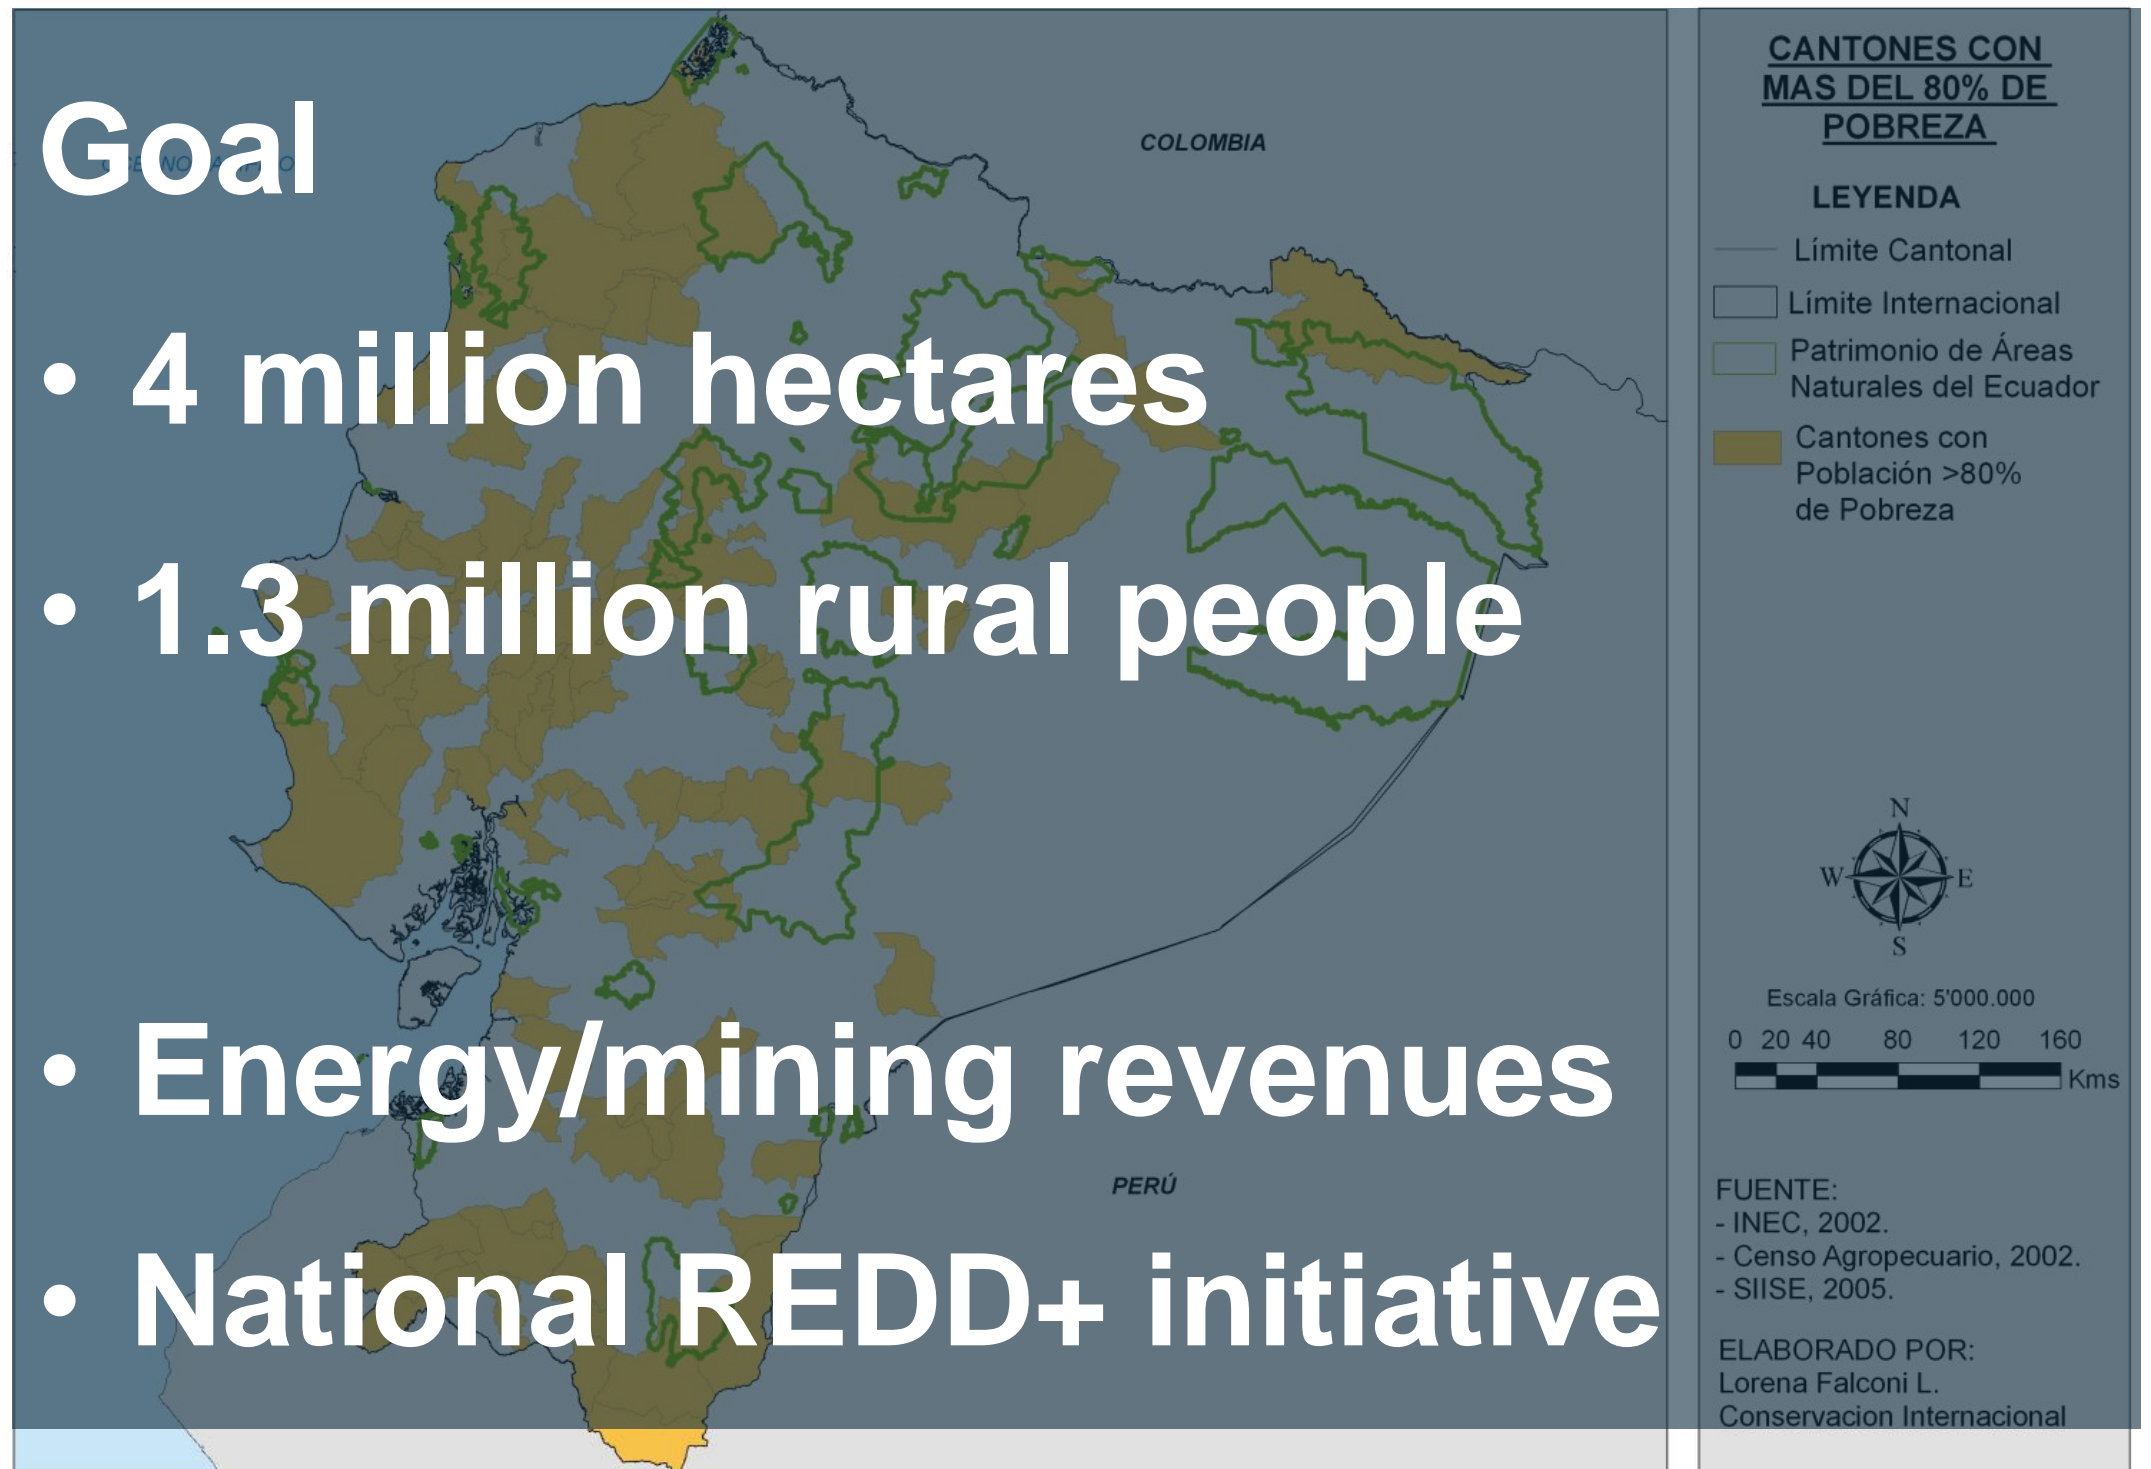 Goal
• 4 million hectares
• 1.3 million rural people
• Energy/mining revenues
• National REDD+ initiative
COLOMBIA
PERÚ
CANTONES CON
MAS DEL 80% DE
POBREZA
LEYENDA
Límite Cantonal
Límite Internacional
Patrimonio de Áreas
Naturales del Ecuador
Cantones con
Población >80%
de Pobreza
N
W E
S
Escala Gráfica: 5'000.000
0 20 40 80 120 160
Kms
FUENTE:
- INEC, 2002.
- Censo Agropecuario, 2002.
- SIISE, 2005.
ELABORADO POR:
Lorena Falconi L.
Conservacion Internacional